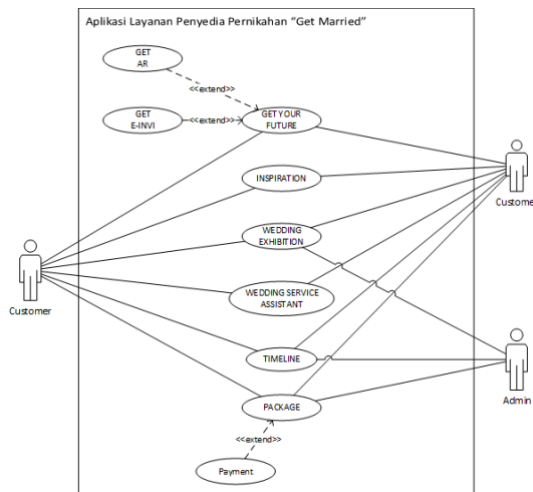 Aplikasi Layanan Penyedia Pernikahan “Get Married”
GET
AR
<<extend>>
GET
E-INVI
<<extend>>
GET YOUR
FUTURE
INSPIRATION
WEDDING
EXHIBITION
WEDDING SERVICE
ASSISTANT
TIMELINE
PACKAGE
<<extend>>
Payment
Customer
Custome
Admin